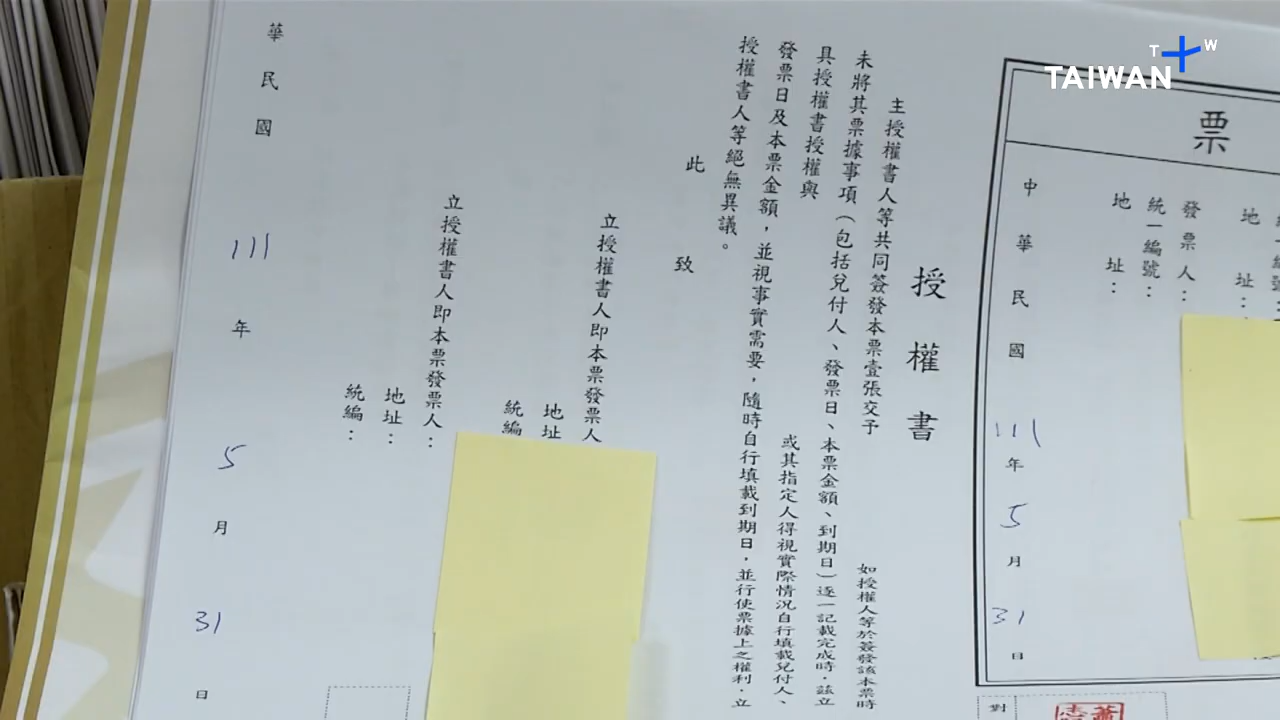 TAIWAN
T W
票
地址：
發票人：
統一編號：
地址：
中華民國 111 年 5 月 31 日
對
授權書
主授權書人等共同簽發本票壹張交予 如授權人等於簽發該本票時
未將其票據事項（包括兌付人、發票日、本票金額、到期日）逐一記載完成時，茲立
具授權書授權與 或其指定人得視實際情況自行填載兌付人、
發票日及本票金額，並視事實需要，隨時自行填載到期日，並行使票據上之權利，立
授權書人等絕無異議。
此
致
立授權書人即本票發票人
地址
統編
立授權書人即本票發票人：
地址：
統編：
華民國 111 年 5 月 31 日